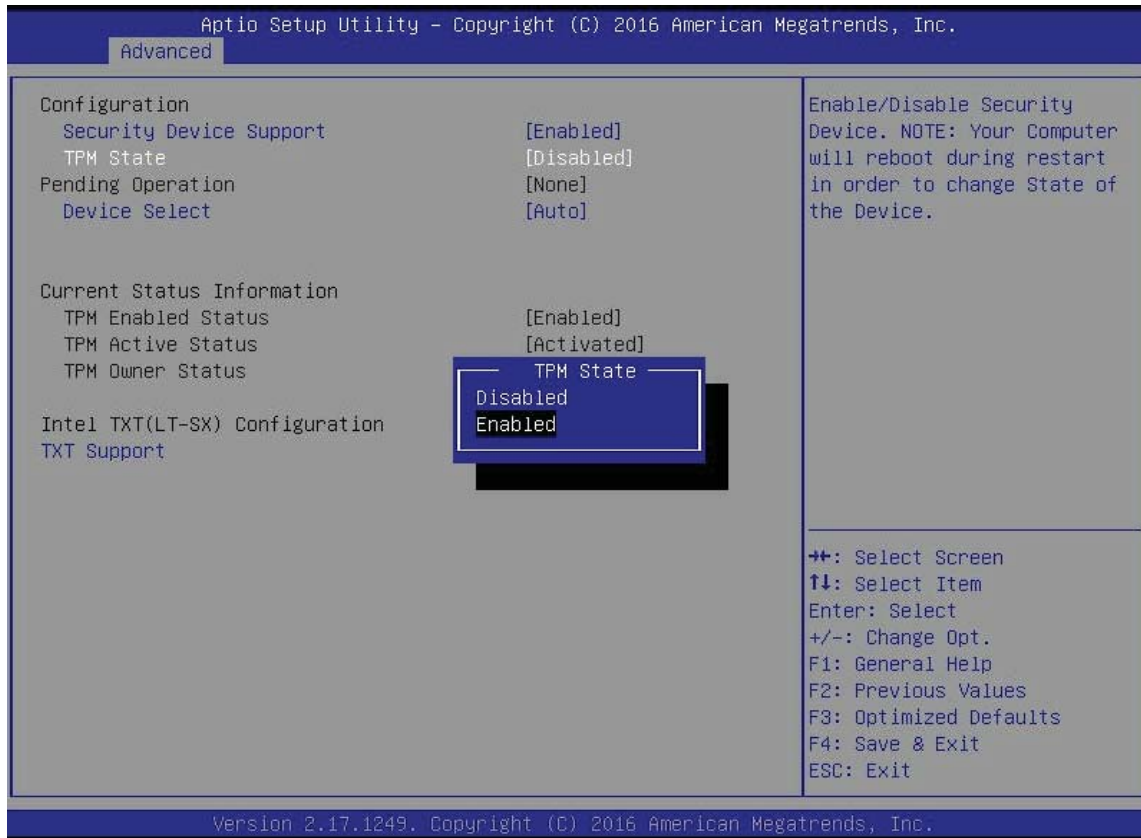 Aptio Setup Utility – Copyright (C) 2016 American Megatrends, Inc.
Advanced
Configuration
Security Device Support [Enabled]
TPM State [Disabled]
Pending Operation [None]
Device Select [Auto]
Current Status Information
TPM Enabled Status [Enabled]
TPM Active Status [Activated]
TPM Owner Status
Intel TXT(LT-SX) Configuration
TXT Support
TPM State
Disabled
Enabled
Enable/Disable Security
Device. NOTE: Your Computer
will reboot during restart
in order to change State of
the Device.
→←: Select Screen
↑↓: Select Item
Enter: Select
+/-: Change Opt.
F1: General Help
F2: Previous Values
F3: Optimized Defaults
F4: Save & Exit
ESC: Exit
Version 2.17.1249. Copyright (C) 2016 American Megatrends, Inc.